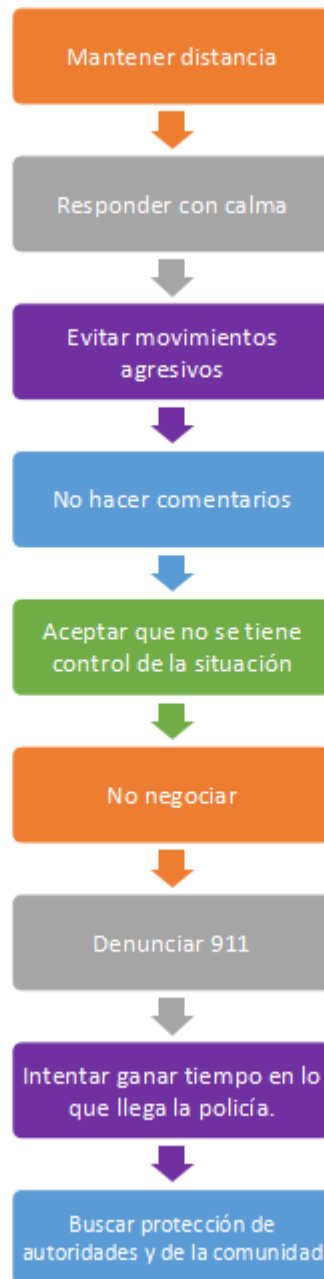 Mantener distancia
Responder con calma
Evitar movimientos
agresivos
No hacer comentarios
Aceptar que no se tiene
control de la situación
No negociar
Denunciar 911
Intentar ganar tiempo en lo
que llega la policía.
Buscar protección de
autoridades y de la comunidad